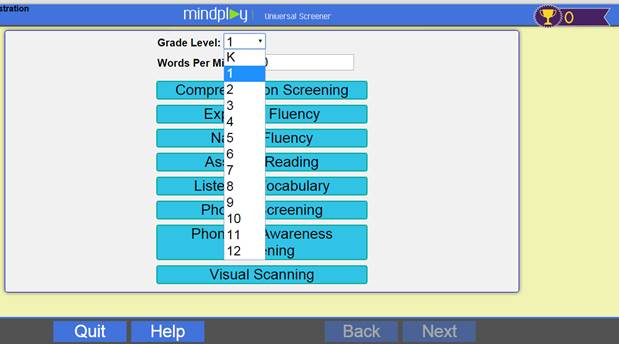 stration
mindplay Universal Screener
0
Grade Level: 1
K
1
2
3
4
5
6
7
8
9
10
11
12
Words Per Mi
Compre on Screening
Exp Fluency
Na Fluency
Ass Reading
Liste ocabulary
Pho creening
Phon Awareness
ning
Visual Scanning
Quit
Help
Back
Next